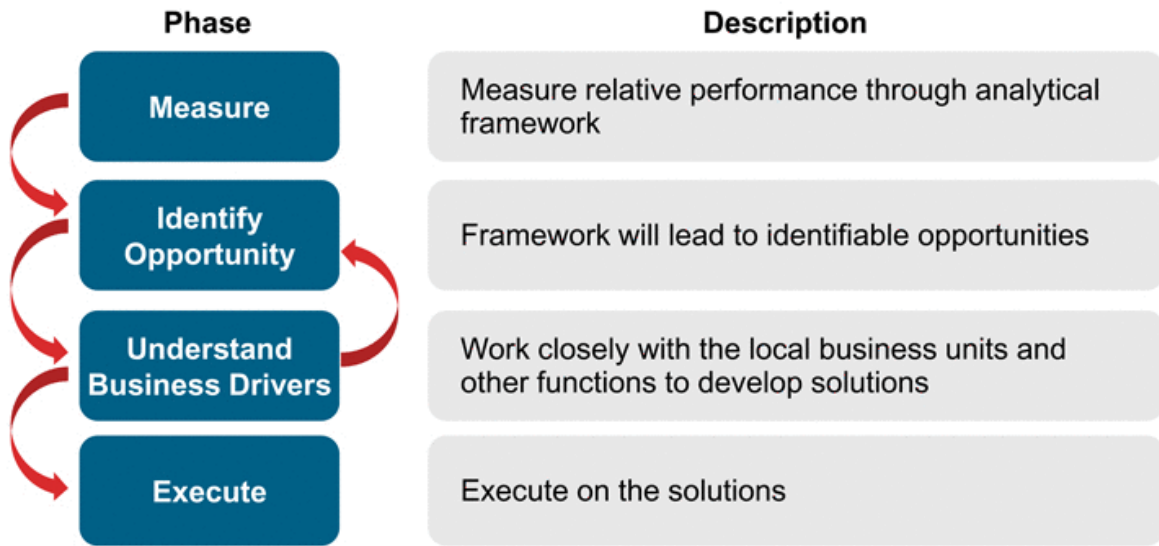 Phase
Description
Measure
Measure relative performance through analytical
framework
Identify
Opportunity
Framework will lead to identifiable opportunities
Understand
Business Drivers
Work closely with the local business units and
other functions to develop solutions
Execute
Execute on the solutions